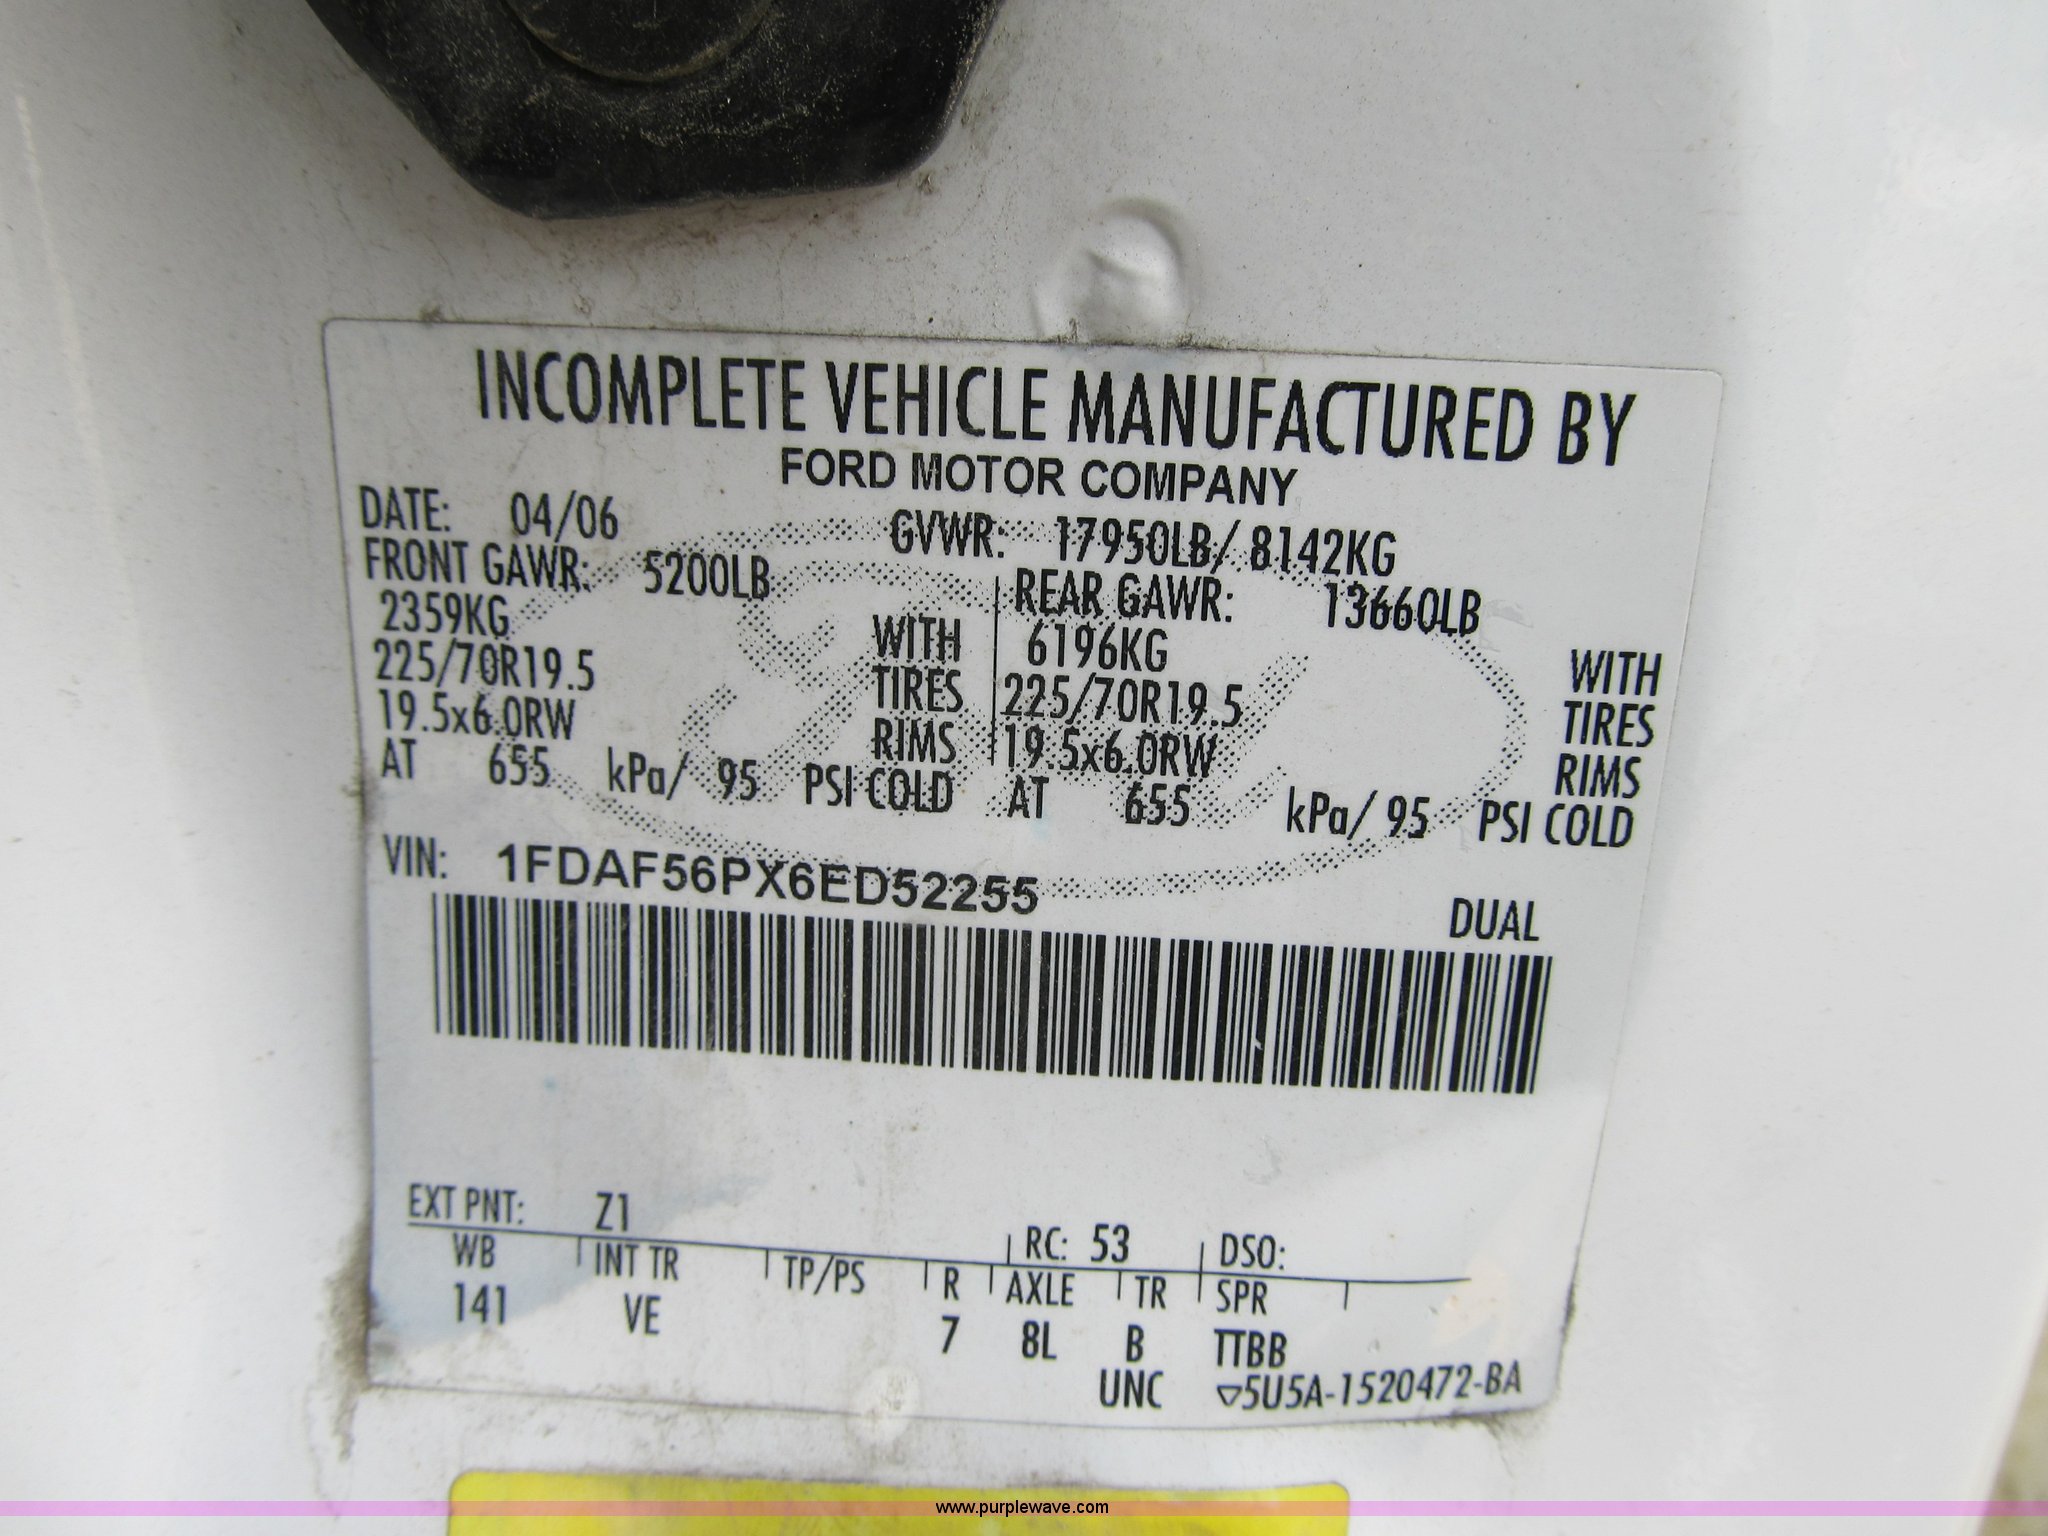 INCOMPLETE VEHICLE MANUFACTURED BY
FORD MOTOR COMPANY
DATE: 04/06 GVWR: 17950LB/ 8142KG
FRONT GAWR: 5200LB REAR GAWR: 13660LB
2359KG WITH 6196KG WITH
225/70R19.5 TIRES 225/70R19.5 TIRES
19.5x6.0RW RIMS 19.5x6.0RW RIMS
AT 655 kPa/ 95 PSI COLD AT 655 kPa/ 95 PSI COLD
VIN: 1FDAF56PX6ED52255
DUAL
EXT PNT: Z1 RC: 53 DSO:
WB INT TR TP/PS R AXLE TR SPR
141 VE 7 8L B TTBB
UNC ▽5U5A-1520472-BA
www.purplewave.com